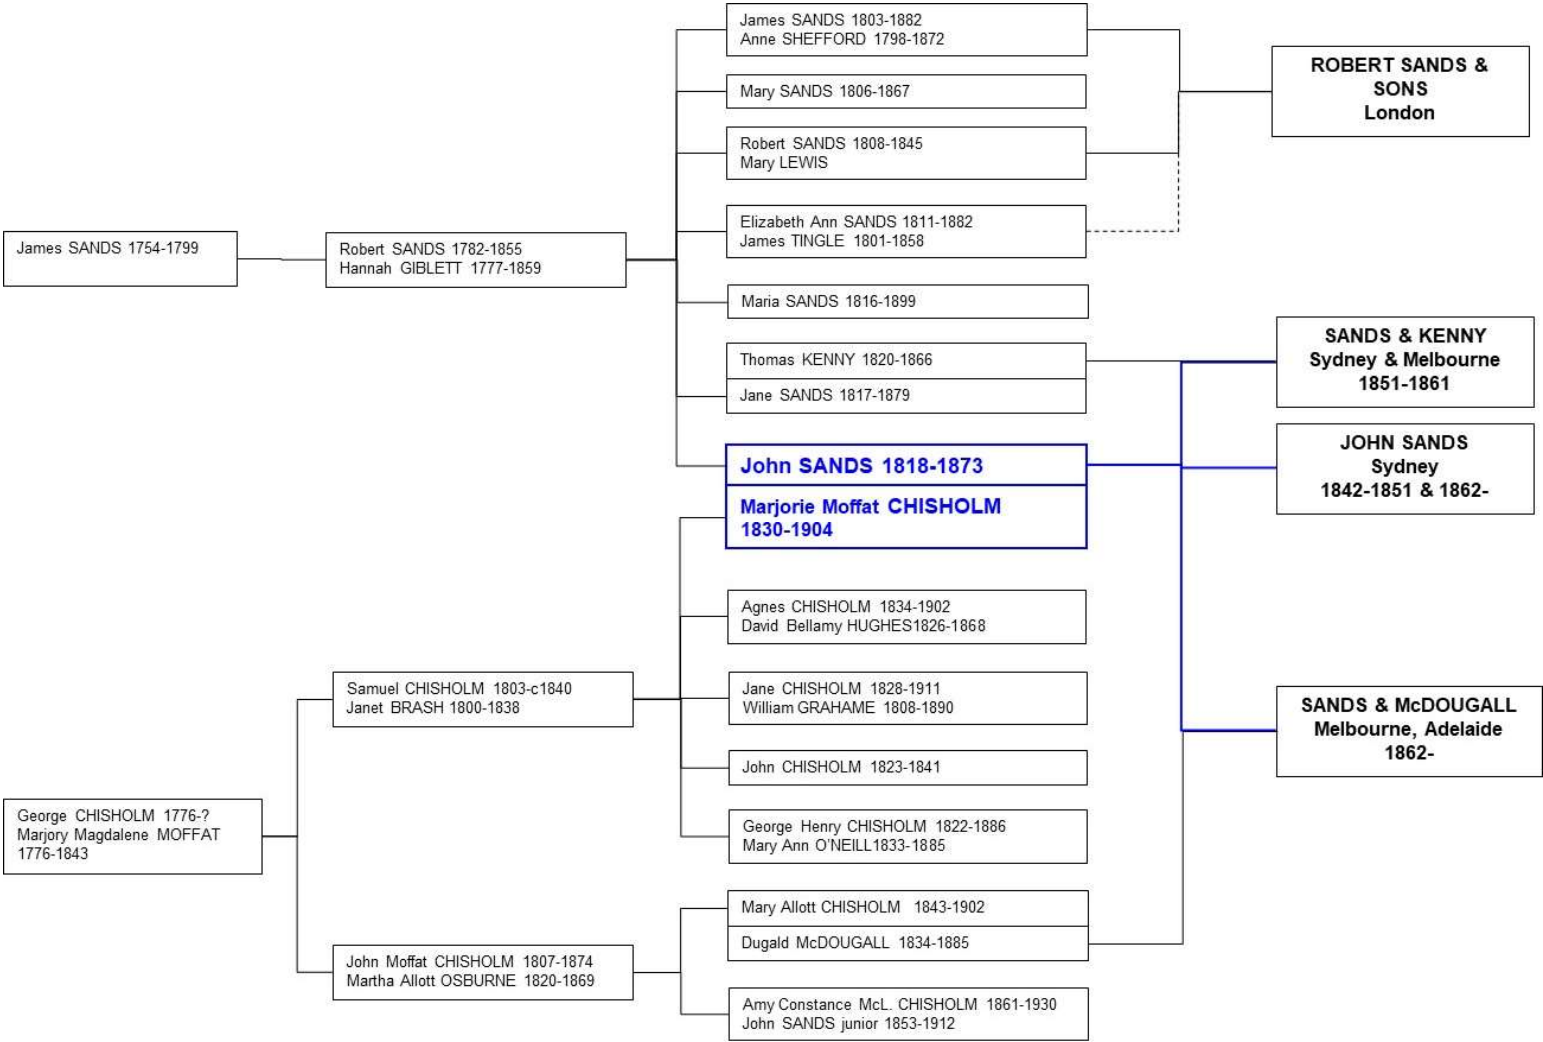 James SANDS 1754-1799
Robert SANDS 1782-1855
Hannah GIBLETT 1777-1859
James SANDS 1803-1882
Anne SHEFFORD 1798-1872
Mary SANDS 1806-1867
Robert SANDS 1808-1845
Mary LEWIS
Elizabeth Ann SANDS 1811-1882
James TINGLE 1801-1858
Maria SANDS 1816-1899
Thomas KENNY 1820-1866
Jane SANDS 1817-1879
John SANDS 1818-1873
Marjorie Moffat CHISHOLM
1830-1904
George CHISHOLM 1776-?
Marjory Magdalene MOFFAT
1776-1843
Samuel CHISHOLM 1803-c1840
Janet BRASH 1800-1838
John Moffat CHISHOLM 1807-1874
Martha Allott OSBURNE 1820-1869
Agnes CHISHOLM 1834-1902
David Bellamy HUGHES1826-1868
Jane CHISHOLM 1828-1911
William GRAHAME 1808-1890
John CHISHOLM 1823-1841
George Henry CHISHOLM 1822-1886
Mary Ann O'NEILL1833-1885
Mary Allott CHISHOLM 1843-1902
Dugald McDOUGALL 1834-1885
Amy Constance McL. CHISHOLM 1861-1930
John SANDS junior 1853-1912
ROBERT SANDS &
SONS
London
SANDS & KENNY
Sydney & Melbourne
1851-1861
JOHN SANDS
Sydney
1842-1851 & 1862-
SANDS & McDOUGALL
Melbourne, Adelaide
1862-